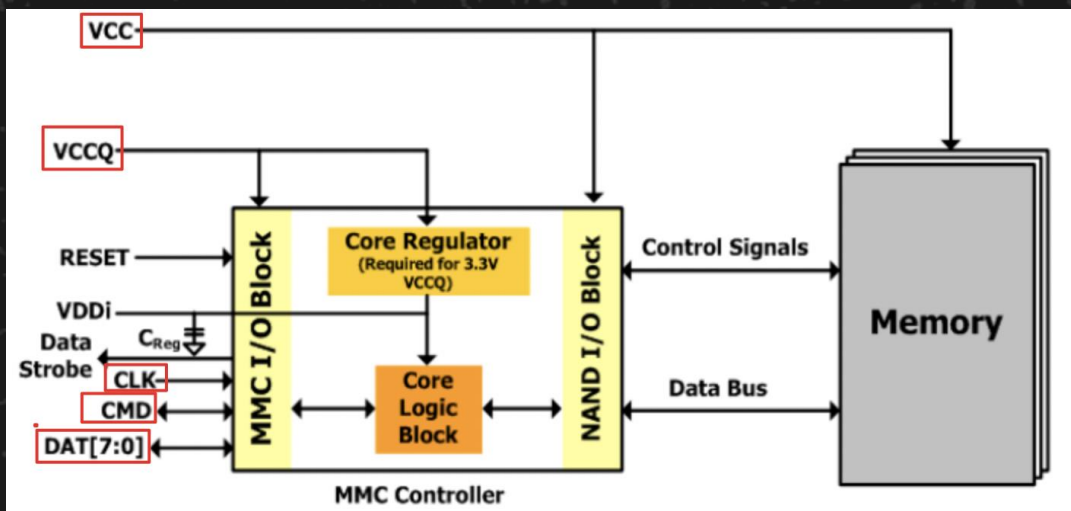 VCC
VCCQ
RESET
VDDi
CReg
Data
Strobe
CLK
CMD
DAT[7:0]
MMC I/O Block
Core Regulator
(Required for 3.3V
VCCQ)
Core
Logic
Block
NAND I/O Block
MMC Controller
Control Signals
Data Bus
Memory